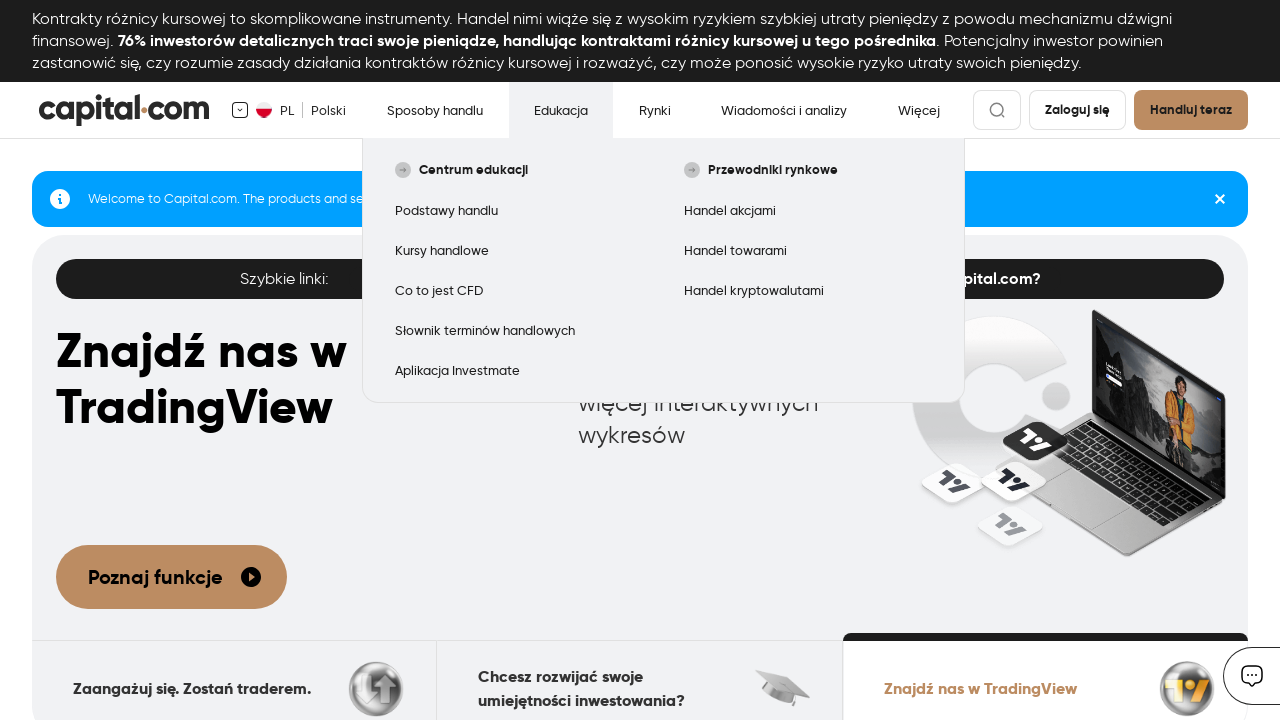 Kontrakty różnicy kursowej to skomplikowane instrumenty. Handel nimi wiąże się z wysokim ryzykiem szybkiej utraty pieniędzy z powodu mechanizmu dźwigni
finansowej. 76% inwestorów detalicznych traci swoje pieniądze, handlując kontraktami różnicy kursowej u tego pośrednika. Potencjalny inwestor powinien
zastanowić się, czy rozumie zasady działania kontraktów różnicy kursowej i rozważyć, czy może ponosić wysokie ryzyko utraty swoich pieniędzy.
capital.com PL Polski Sposoby handlu Edukacja Rynki Wiadomości i analizy Więcej Zaloguj się Handluj teraz
Centrum edukacji
Podstawy handlu
Kursy handlowe
Co to jest CFD
Słownik terminów handlowych
Aplikacja Investmate
Przewodniki rynkowe
Handel akcjami
Handel towarami
Handel kryptowalutami
Welcome to Capital.com. The products and se
Szybkie linki:
pital.com?
Znajdź nas w
TradingView
więcej interaktywnych
wykresów
Poznaj funkcje
Zaangażuj się. Zostań traderem.
Chcesz rozwijać swoje
umiejętności inwestowania?
Znajdź nas w TradingView